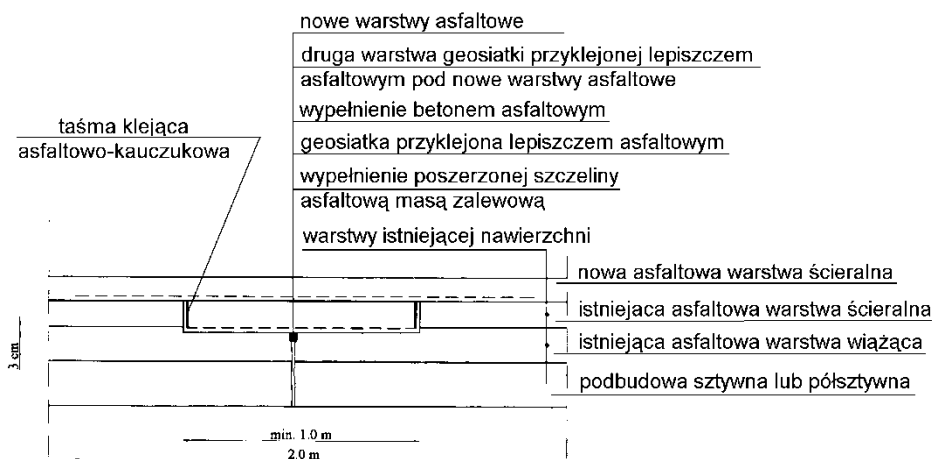 nowe warstwy asfaltowe
druga warstwa geosiatki przyklejonej lepiszczem
asfaltowym pod nowe warstwy asfaltowe
wypełnienie betonem asfaltowym
taśma klejąca
asfaltowo-kauczukowa
geosiatka przyklejona lepiszczem asfaltowym
wypełnienie poszerzonej szczeliny
asfaltową masą zalewową
warstwy istniejącej nawierzchni
nowa asfaltowa warstwa ścieralna
istniejaca asfaltowa warstwa ścieralna
istniejąca asfaltowa warstwa wiążąca
podbudowa sztywna lub półsztywna
3 cm
min. 1.0 m
2.0 m